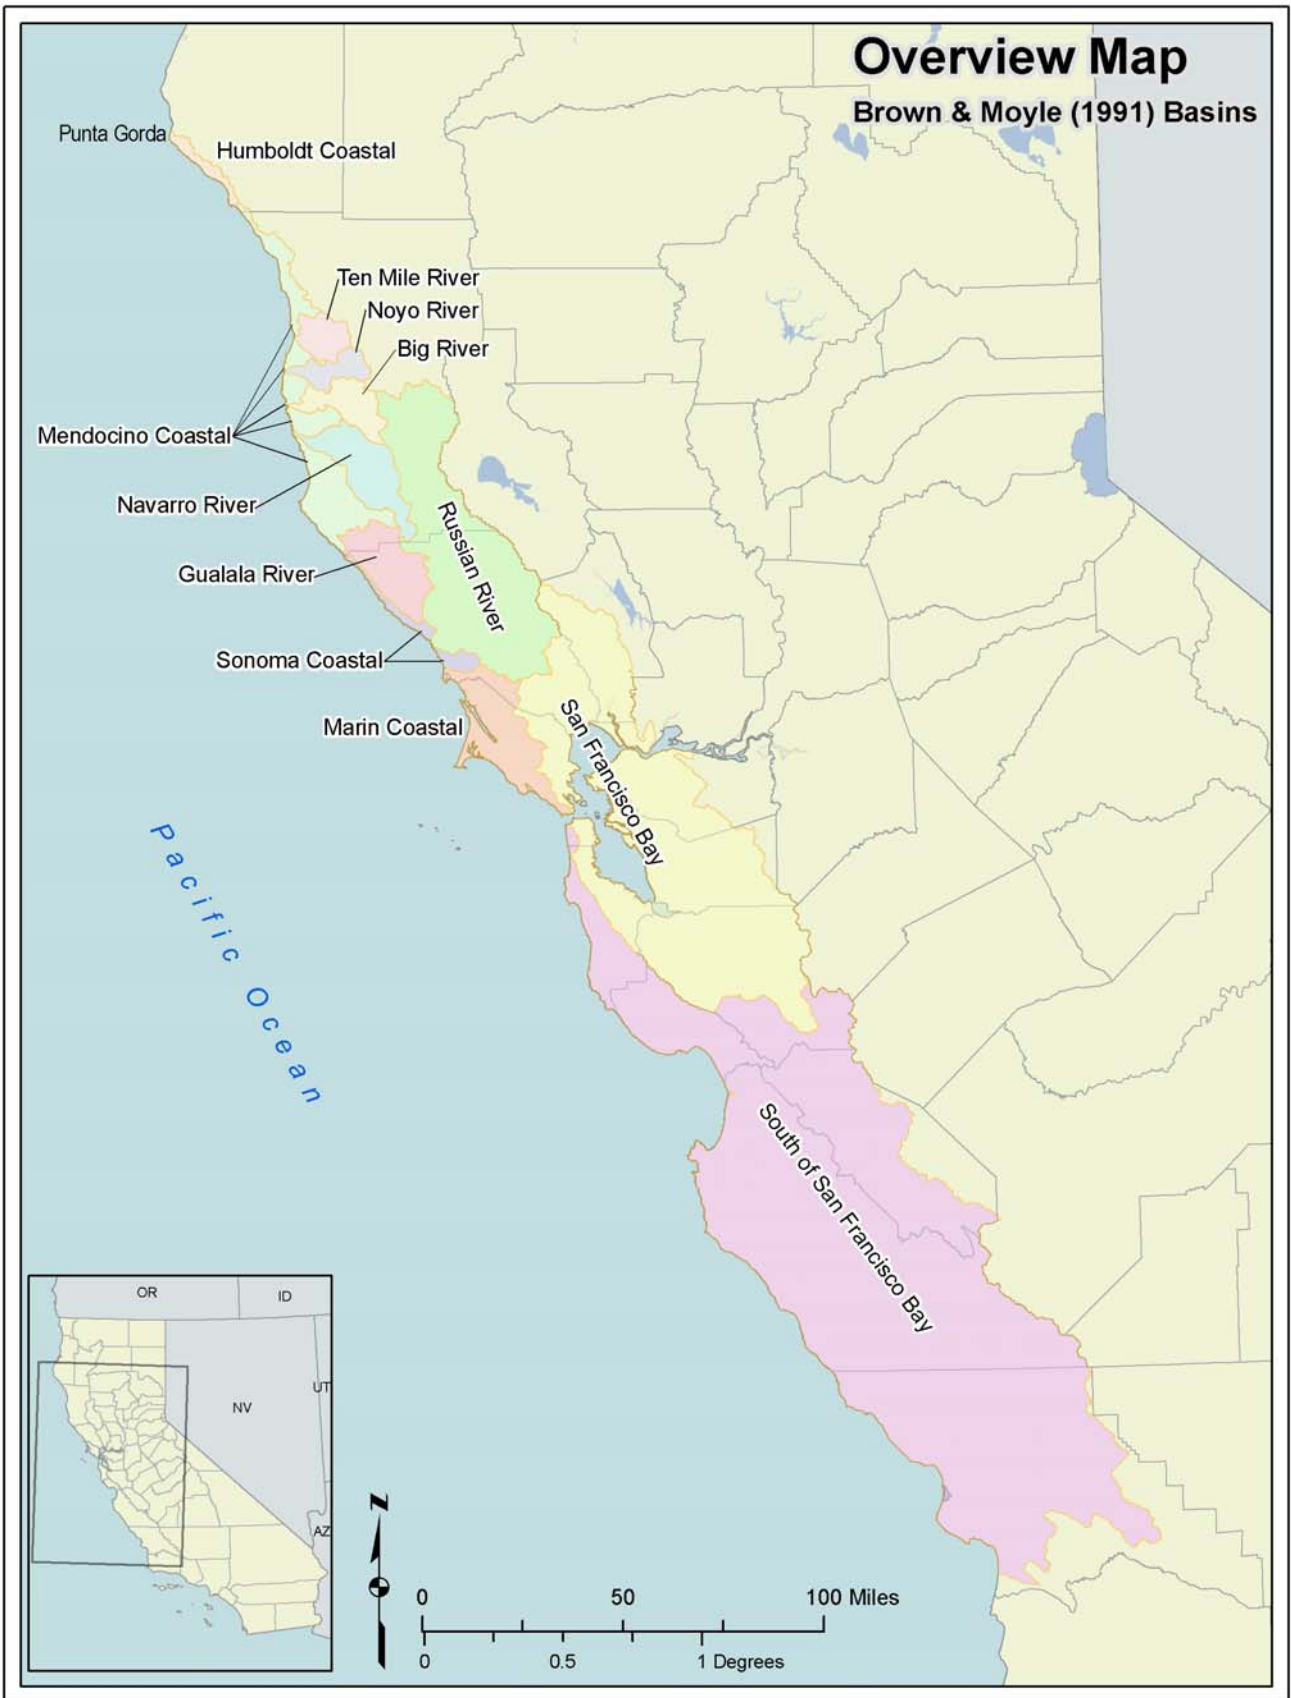 Overview Map
Brown & Moyle (1991) Basins
Punta Gorda
Humboldt Coastal
Ten Mile River
Noyo River
Big River
Mendocino Coastal
Navarro River
Russian River
Gualala River
Sonoma Coastal
Marin Coastal
San Francisco Bay
Pacific Ocean
South of San Francisco Bay
OR
ID
UT
NV
AZ
N
0 50 100 Miles
0 0.5 1 Degrees